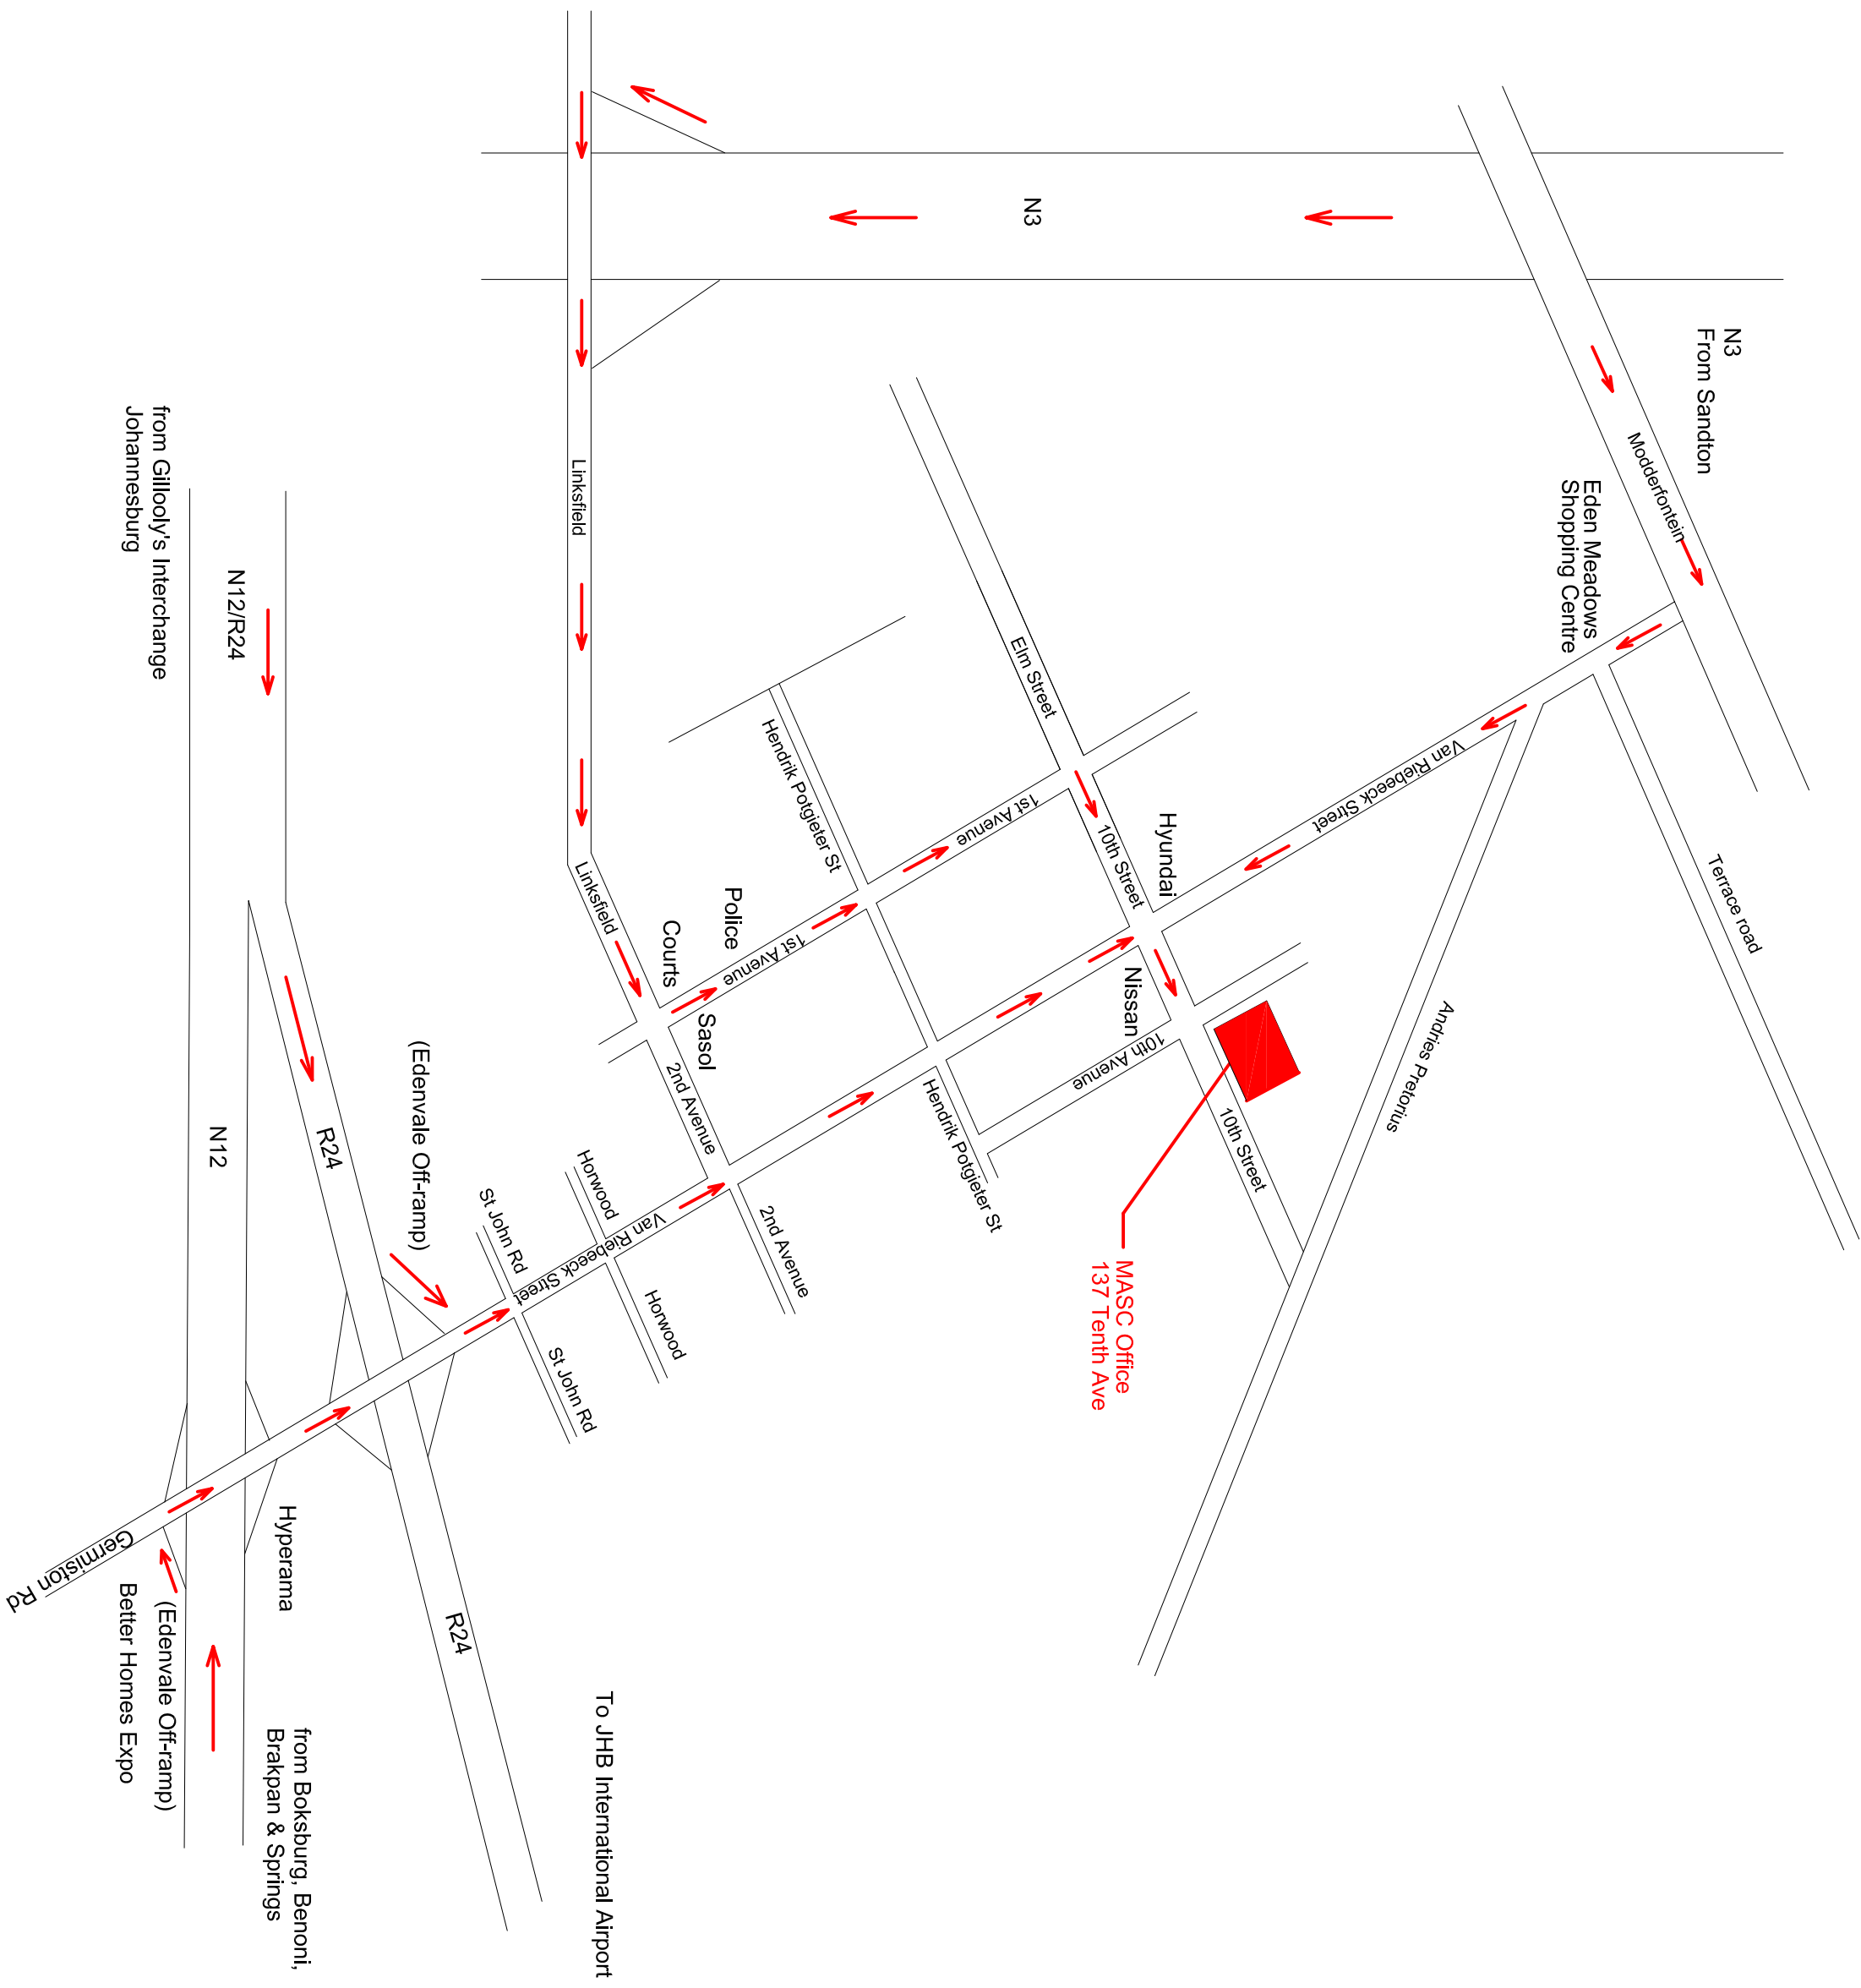 N3
From Sandton
Modderfontein
Terrace road
Eden Meadows
Shopping Centre
Van Riebeeck Street
Andries Pretorius
Hyundai
Nissan
N3
Elm Street
10th Street
1st Avenue
10th Avenue
10th Street
MASC Office
137 Tenth Ave
Hendrik Potgieter St
Hendrik Potgieter St
Police
1st Avenue
Courts
Sasol
Linksfield
Linksfield
2nd Avenue
2nd Avenue
Horwood
Van Riebeeck Street
Horwood
St John Rd
St John Rd
To JHB International Airport
(Edenvale Off-ramp)
R24
R24
N12/R24
N12
Hyperama
from Boksburg, Benoni,
Brakpan & Springs
from Gillooly's Interchange
Johannesburg
(Edenvale Off-ramp)
Better Homes Expo
Germiston Rd